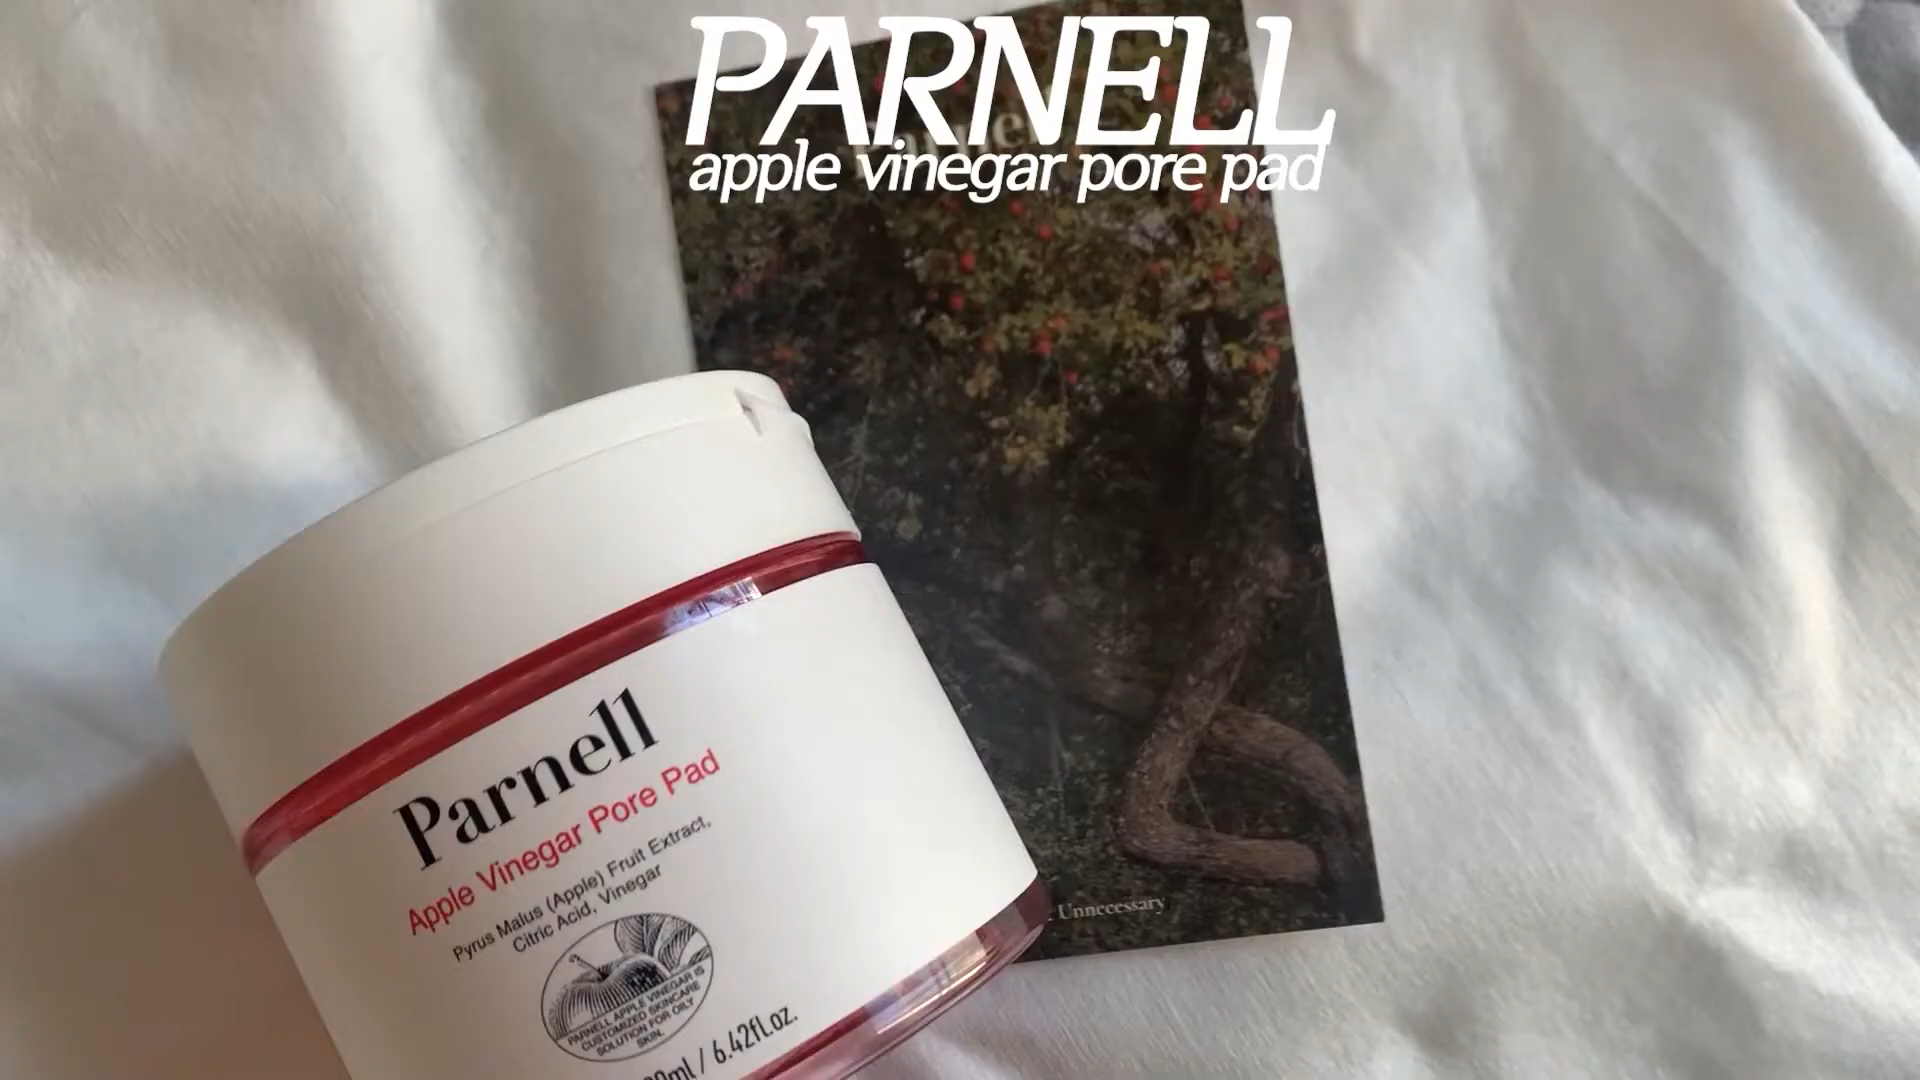 PARNELL
apple vinegar pore pad
Parnell
Apple Vinegar Pore Pad
Pyrus Malus (Apple) Fruit Extract,
Citric Acid, Vinegar
PARNELL APPLE VINEGAR IS
CUSTOMIZED SKINCARE
SOLUTION FOR OILY
SKIN.
/ 6.42fl.oz.
Unnecessary